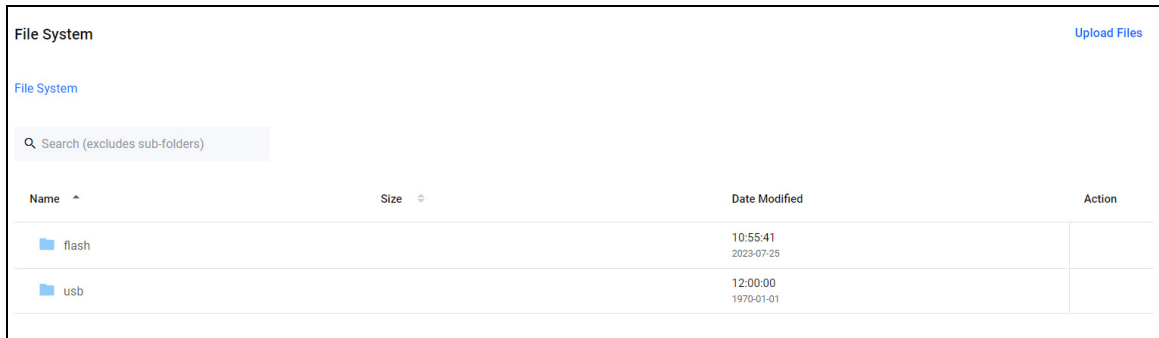 File System
Upload Files
File System
Search (excludes sub-folders)
Name Size Date Modified Action
flash 10:55:41
2023-07-25
usb 12:00:00
1970-01-01